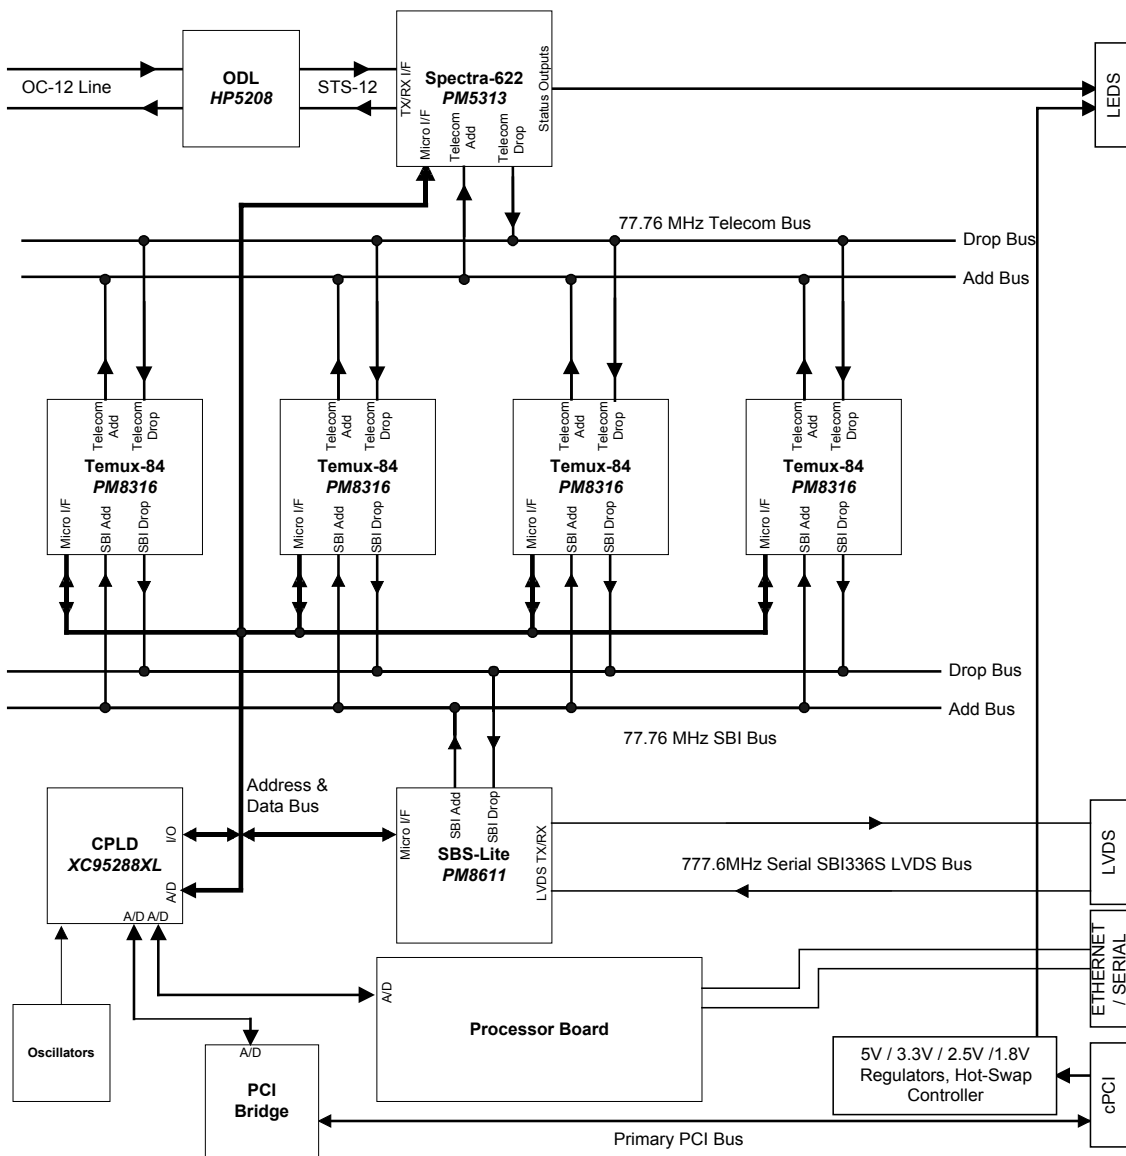 OC-12 Line
ODL
HP5208
STS-12
TX/RX I/F
Spectra-622
PM5313
Status Outputs
Micro I/F
Telecom
Add
Telecom
Drop
LEDS
77.76 MHz Telecom Bus
Drop Bus
Add Bus
Telecom
Add
Telecom
Drop
Temux-84
PM8316
Micro I/F
SBI Add
SBI Drop
Telecom
Add
Telecom
Drop
Temux-84
PM8316
Micro I/F
SBI Add
SBI Drop
Telecom
Add
Telecom
Drop
Temux-84
PM8316
Micro I/F
SBI Add
SBI Drop
Telecom
Add
Telecom
Drop
Temux-84
PM8316
Micro I/F
SBI Add
SBI Drop
Drop Bus
Add Bus
77.76 MHz SBI Bus
Address &
Data Bus
CPLD
XC95288XL
I/O
A/D
A/D A/D
Micro I/F
SBI Add
SBI Drop
SBS-Lite
PM8611
LVDS TX/RX
777.6MHz Serial SBI336S LVDS Bus
LVDS
ETHERNET
/ SERIAL
A/D
Processor Board
Oscillators
A/D
PCI
Bridge
5V / 3.3V / 2.5V /1.8V
Regulators, Hot-Swap
Controller
cPCI
Primary PCI Bus